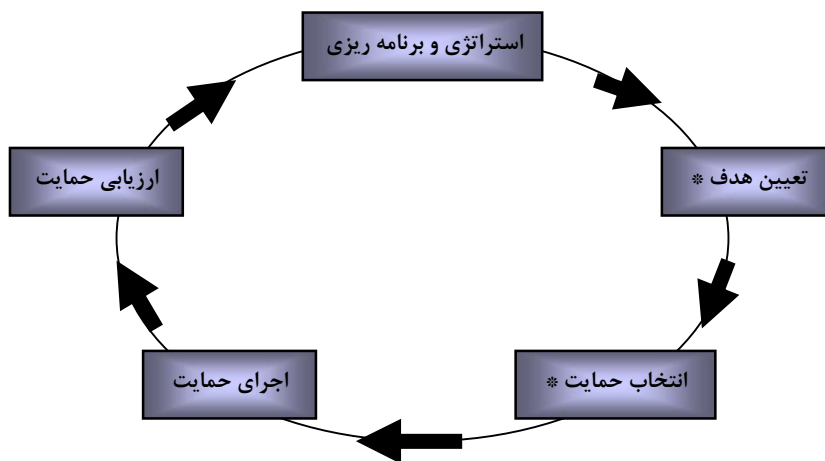 استراتژی و برنامه ریزی
تعیین هدف *
انتخاب حمایت *
اجرای حمایت
ارزیابی حمایت